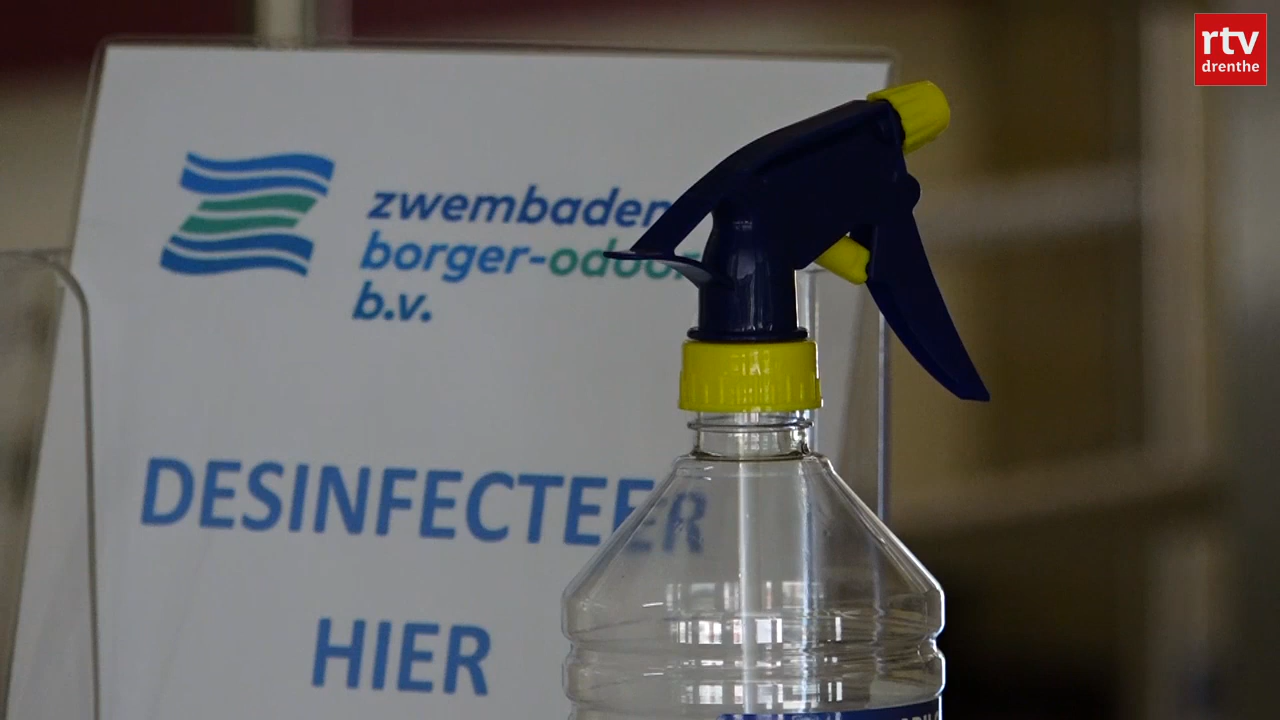 rtv
drenthe
zwembaden
borger-odoorn
b.v.
DESINFECTEER
HIER